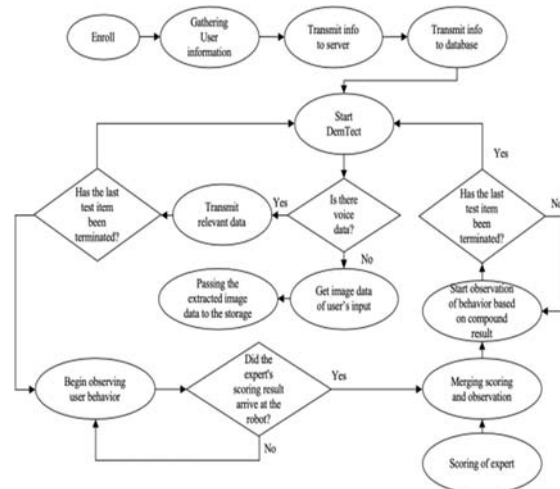 Enroll
Gathering
User
information
Transmit info
to server
Transmit info
to database
Start
DemTect
Yes
Has the last
test item
been
terminated?
Transmit
relevant data
Yes
Is there
voice
data?
Has the last
test item
been
terminated?
No
No
Passing the
extracted image
data to the storage
Get image data
of user's input
Start observation
of behavior based
on compound
result
Begin observing
user behavior
Did the
expert's
scoring result
arrive at the
robot?
Yes
Merging scoring
and observation
No
Scoring of expert